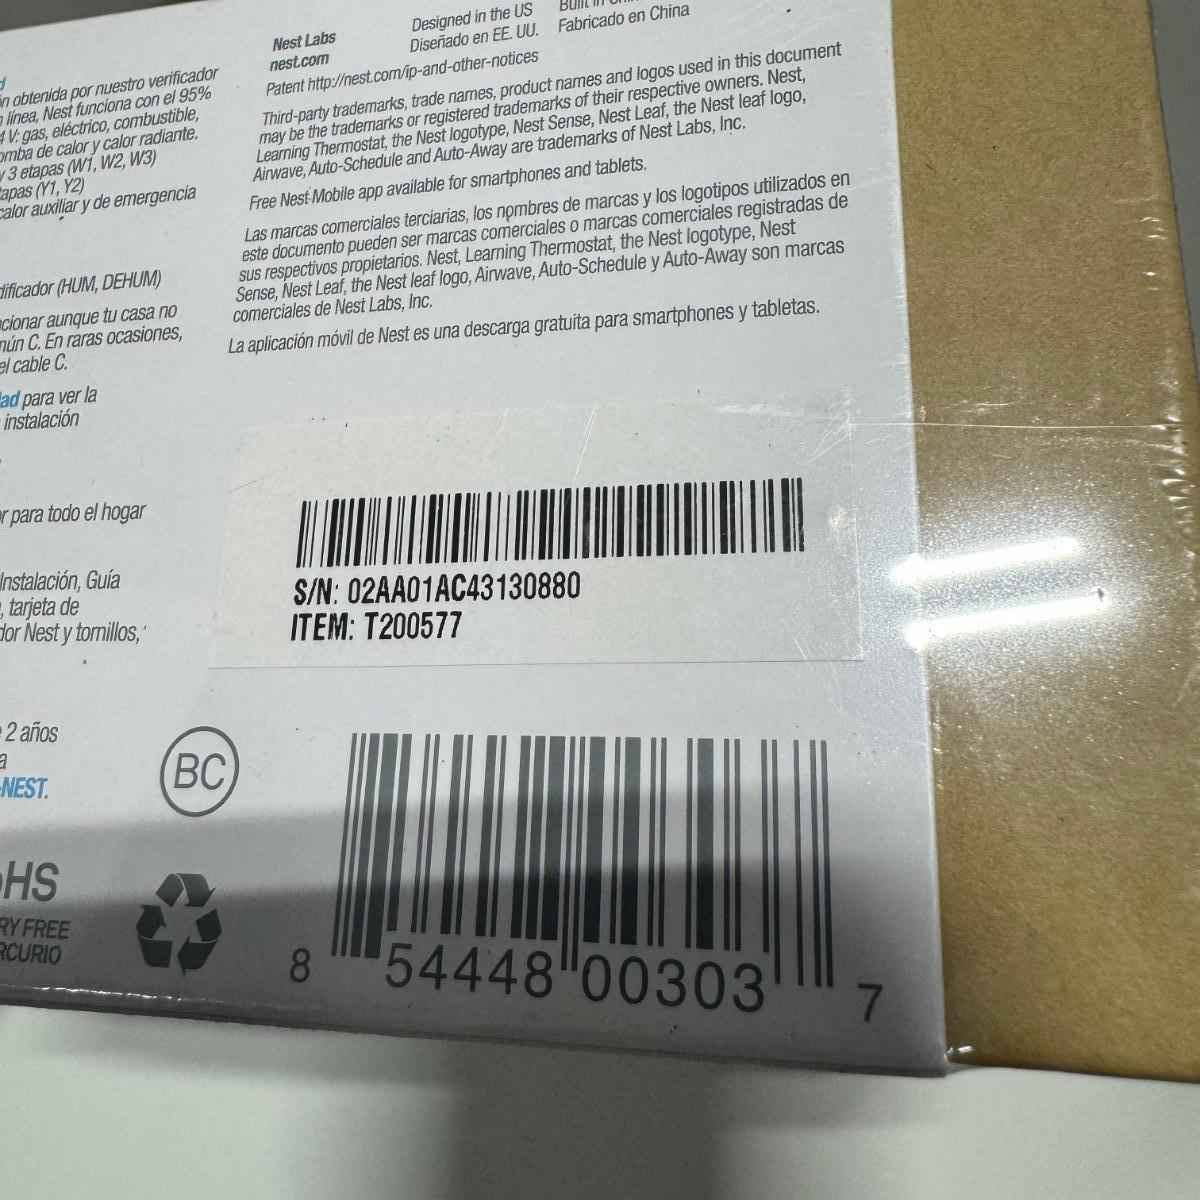 n obtenida por nuestro verificador
línea, Nest funciona con el 95%
V: gas, eléctrico, combustible,
omba de calor y calor radiante.
y 3 etapas (W1, W2, W3)
apas (Y1, Y2)
calor auxiliar y de emergencia
dificador (HUM, DEHUM)
cionar aunque tu casa no
mún C. En raras ocasiones,
el cable C.
ad para ver la
instalación
r para todo el hogar
Instalación, Guía
, tarjeta de
dor Nest y tornillos,
2 años
a
-NEST.
HS
RY FREE
RCURIO
Nest Labs
nest.com
Designed in the US
Diseñado en EE. UU.
Built in
Fabricado en China
Patent http://nest.com/ip-and-other-notices
Third-party trademarks, trade names, product names and logos used in this document
may be the trademarks or registered trademarks of their respective owners. Nest,
Learning Thermostat, the Nest logotype, Nest Sense, Nest Leaf, the Nest leaf logo,
Airwave, Auto-Schedule and Auto-Away are trademarks of Nest Labs, Inc.
Free Nest Mobile app available for smartphones and tablets.
Las marcas comerciales terciarias, los nombres de marcas y los logotipos utilizados en
este documento pueden ser marcas comerciales o marcas comerciales registradas de
sus respectivos propietarios. Nest, Learning Thermostat, the Nest logotype, Nest
Sense, Nest Leaf, the Nest leaf logo, Airwave, Auto-Schedule y Auto-Away son marcas
comerciales de Nest Labs, Inc.
La aplicación móvil de Nest es una descarga gratuita para smartphones y tabletas.
S/N: 02AA01AC43130880
ITEM: T200577
BC
8 54448 00303 7